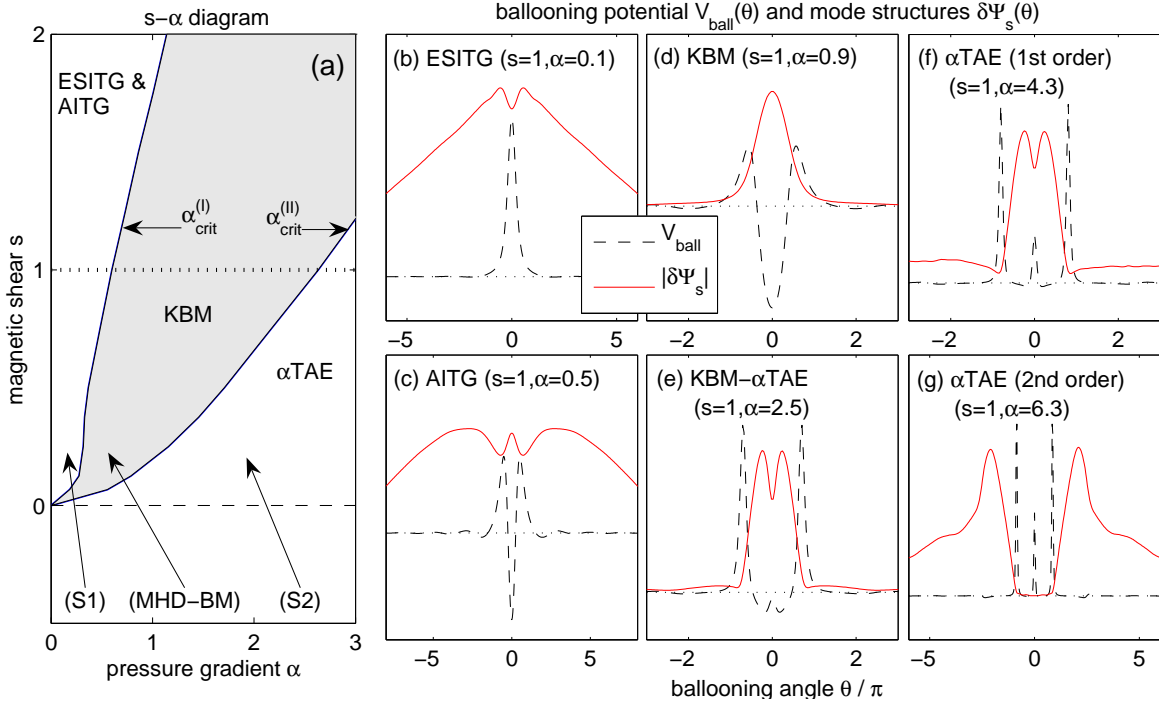 s−α diagram
ballooning potential V_ball(θ) and mode structures δΨ_s(θ)
(a)
ESITG &
AITG
α_crit^(I)
α_crit^(II)
KBM
αTAE
(S1)
(MHD−BM)
(S2)
2
1
0
0
1
2
3
magnetic shear s
pressure gradient α
(b) ESITG (s=1,α=0.1)
−5
0
5
(d) KBM (s=1,α=0.9)
−2
0
2
(f) αTAE (1st order)
(s=1,α=4.3)
−2
0
2
V_ball
|δΨ_s|
(c) AITG (s=1,α=0.5)
−5
0
5
(e) KBM−αTAE
(s=1,α=2.5)
−2
0
2
(g) αTAE (2nd order)
(s=1,α=6.3)
−5
0
5
ballooning angle θ / π